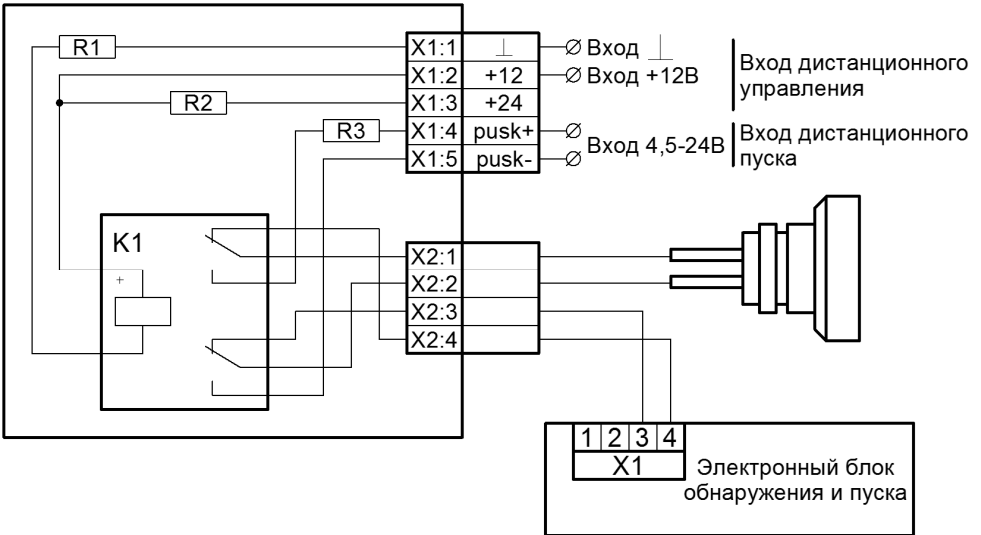 R1
X1:1 ⊥
Вход ⊥
X1:2 +12
Вход +12В
R2
X1:3 +24
Вход дистанционного
управления
R3
X1:4 pusk+
X1:5 pusk-
Вход 4,5-24В
Вход дистанционного
пуска
K1
+
X2:1
X2:2
X2:3
X2:4
1 2 3 4
X1
Электронный блок
обнаружения и пуска